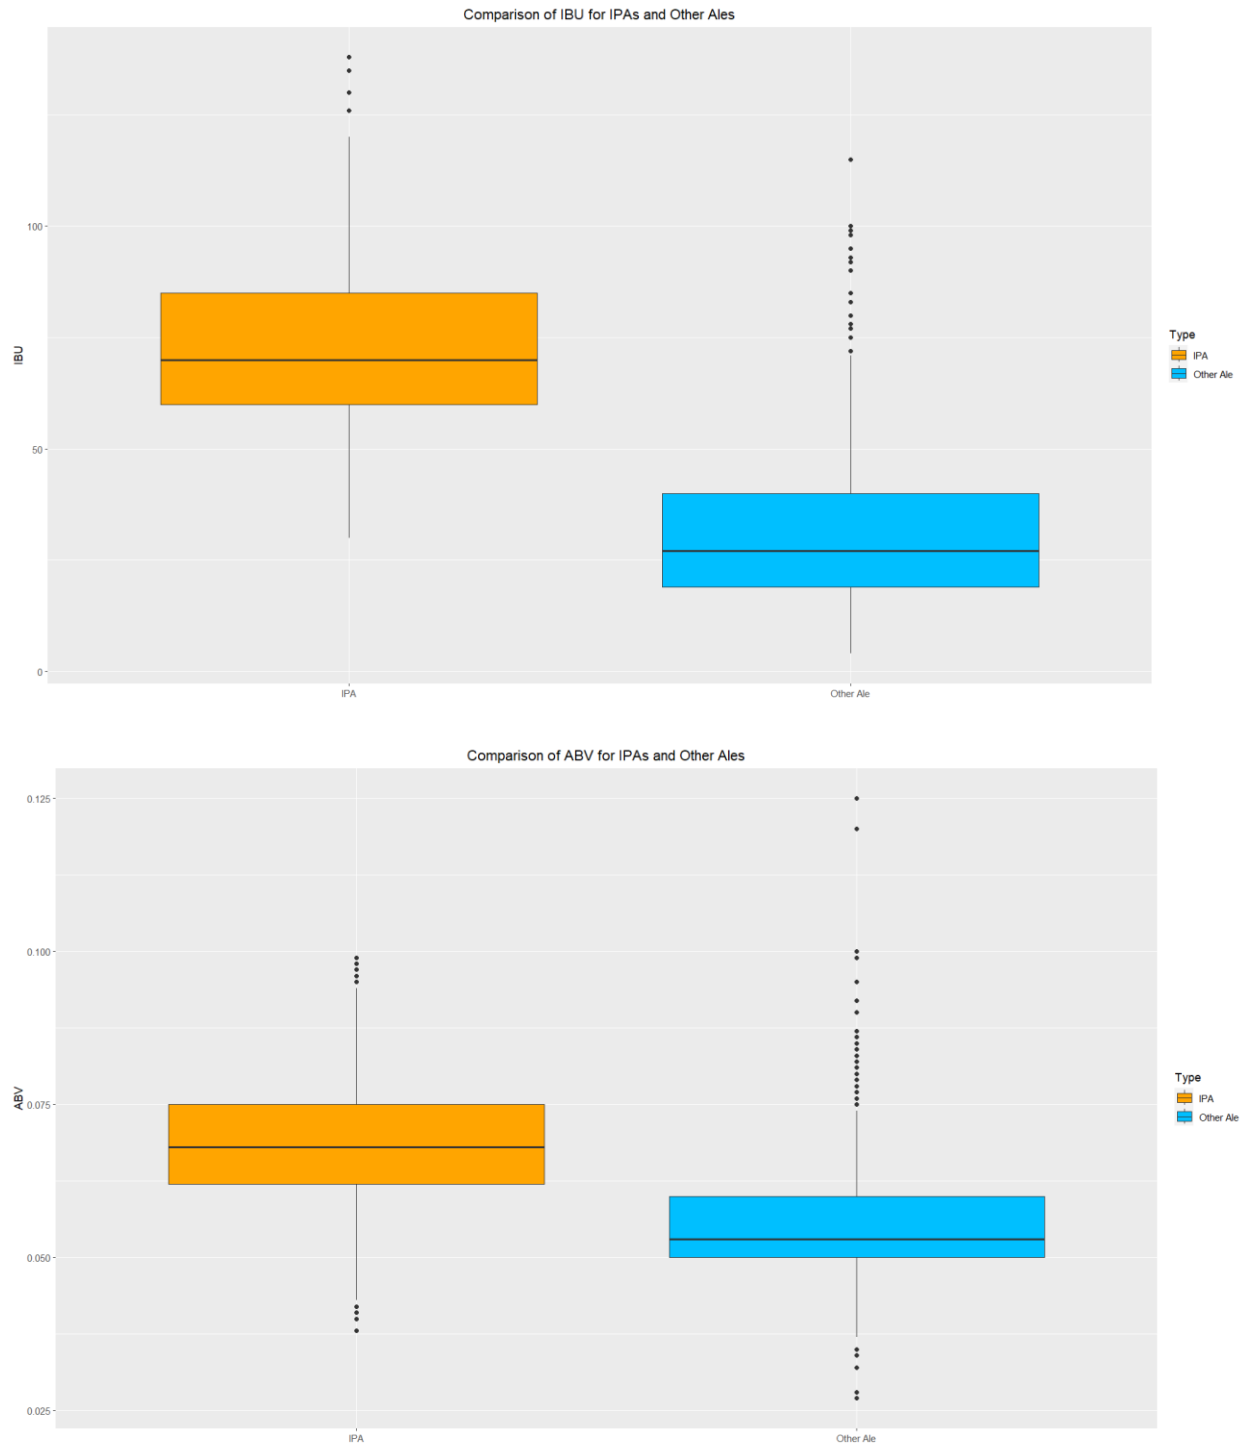 Comparison of IBU for IPAs and Other Ales
100
50
0
IBU
IPA
Other Ale
Type
IPA
Other Ale
Comparison of ABV for IPAs and Other Ales
0.125
0.100
0.075
0.050
0.025
ABV
IPA
Other Ale
Type
IPA
Other Ale